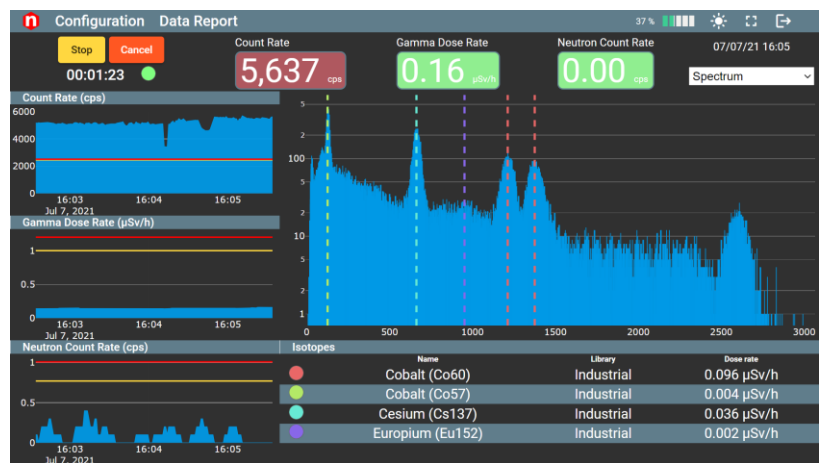 n Configuration Data Report 37 %
Stop Cancel
00:01:23
Count Rate
5,637 cps
Gamma Dose Rate
0.16 µSv/h
Neutron Count Rate
0.00 cps
07/07/21 16:05
Spectrum
Count Rate (cps)
6000
4000
2000
0
16:03 16:04 16:05
Jul 7, 2021
Gamma Dose Rate (µSv/h)
1
0.5
0
16:03 16:04 16:05
Jul 7, 2021
Neutron Count Rate (cps)
1
0.5
0
16:03 16:04 16:05
Jul 7, 2021
5
2
100
5
2
10
5
2
1
0 500 1000 1500 2000 2500 3000
Isotopes
Name Library Dose rate
Cobalt (Co60) Industrial 0.096 µSv/h
Cobalt (Co57) Industrial 0.004 µSv/h
Cesium (Cs137) Industrial 0.036 µSv/h
Europium (Eu152) Industrial 0.002 µSv/h